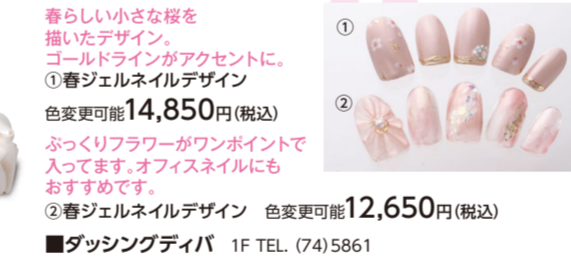 春らしい小さな桜を
描いたデザイン。
ゴールドラインがアクセントに。
①春ジェルネイルデザイン
色変更可能14,850円(税込)
ぷっくりフラワーがワンポイントで
入ってます。オフィスネイルにも
おすすめです。
②春ジェルネイルデザイン 色変更可能12,650円(税込)
■ダッシングディバ 1F TEL. (74)5861
①
②